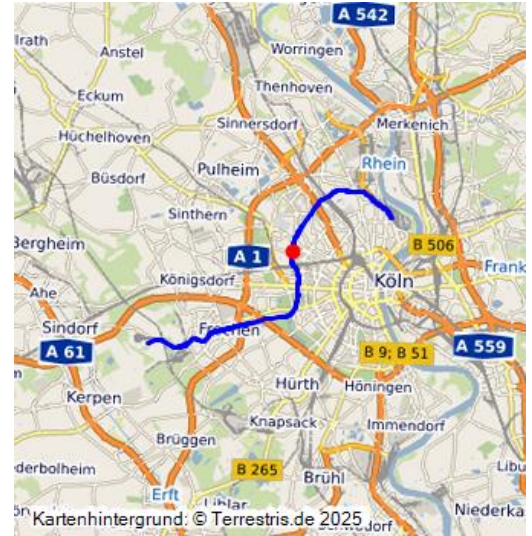 A 542
Anstel
Worringen
Eckum
Thenhoven
Sinnersdorf
Merkenich
Hüchelhoven
Rhein
Pulheim
Büsdorf
Sinthern
Bergheim
B 506
A 1
Frank
Köln
Königsdorf
Ahe
Sindorf
Frechen
A 61
B 9; B 51
A 559
Hürth
Höningen
Kerpen
Knapsack
Immendorf
Brüggen
B 265
Brühl
Erft
Liblar
Niederka
Kartenhintergrund: © Terrestris.de 2025